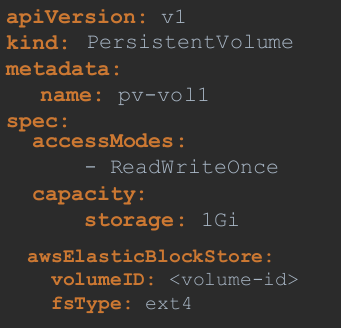 apiVersion: v1
kind: PersistentVolume
metadata:
name: pv-vol1
spec:
accessModes:
- ReadWriteOnce
capacity:
storage: 1Gi
awsElasticBlockStore:
volumeID: <volume-id>
fsType: ext4